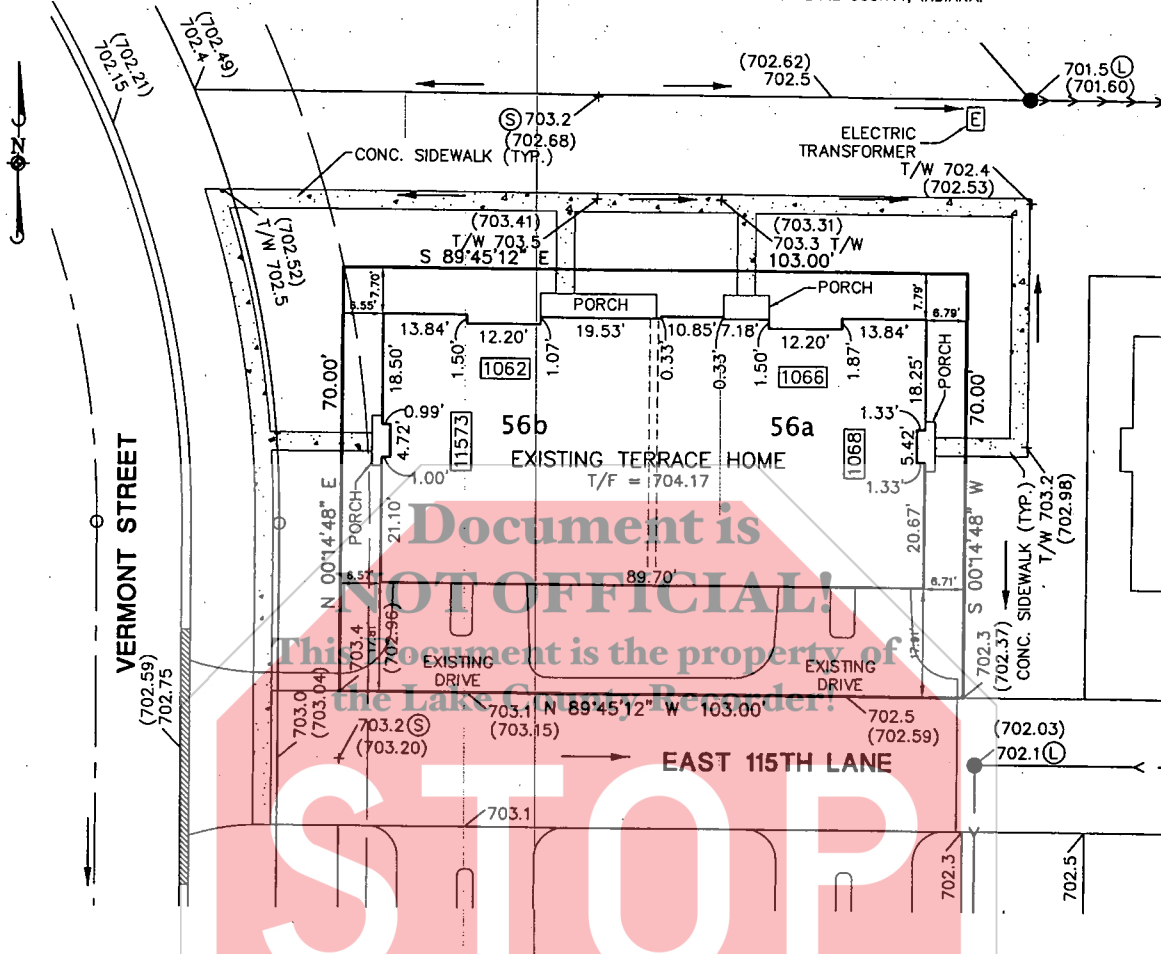 (702.21)
702.15
(702.49)
702.4
(702.62)
702.5
701.5 Ⓛ
(701.60)
Ⓢ 703.2
(702.68)
E
ELECTRIC
TRANSFORMER
N
CONC. SIDEWALK (TYP.)
T/W 702.4
(702.53)
(702.52)
T/W 702.5
(703.41)
T/W 703.5
(703.31)
703.3 T/W
S 89°45'12" E
103.00'
7.70'
6.55'
PORCH
PORCH
7.79'
6.79'
13.84'
12.20'
19.53'
10.85'
7.18'
12.20'
13.84'
18.50'
1.50'
1.07'
0.33'
0.33'
1.50'
1.87'
18.25'
PORCH
1062
1066
70.00'
70.00'
0.99'
4.72'
1.00'
11573
56b
56a
1068
1.33'
5.42'
1.33'
EXISTING TERRACE HOME
T/F = 704.17
VERMONT STREET
N 00°14'48" E
PORCH
21.10'
20.67'
S 00°14'48" W
CONC. SIDEWALK (TYP.)
T/W 703.2
(702.98)
Document is
NOT OFFICIAL!
This Document is the property of
the Lake County Recorder!
6.57'
89.70'
6.71'
17.81'
17.91'
703.4
(702.96)
EXISTING
DRIVE
EXISTING
DRIVE
702.3
(702.37)
(702.59)
702.75
703.0
(703.04)
N 89°45'12" W 103.00'
703.1
(703.15)
703.2 Ⓢ
(703.20)
702.5
(702.59)
(702.03)
702.1 Ⓛ
EAST 115TH LANE
703.1
STOP
702.3
702.5